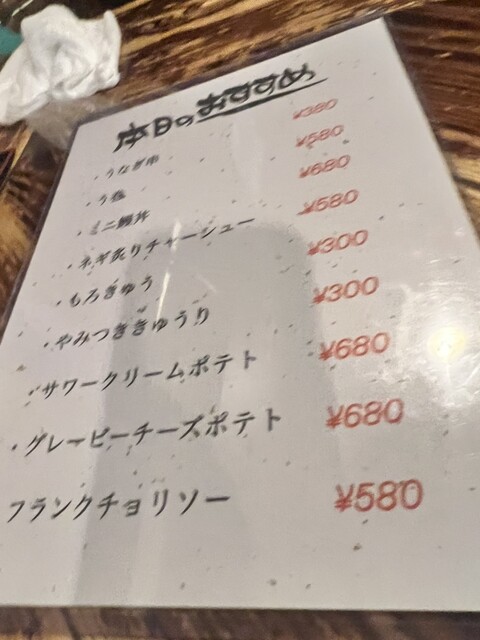 本日のおすすめ
・うなぎ串 ¥380
・う巻 ¥580
・ミニ鰻丼 ¥680
・ネギ炙りチャーシュー ¥580
・もろきゅう ¥300
・やみつききゅうり ¥300
・サワークリームポテト ¥680
・グレービーチーズポテト ¥680
フランクチョリソー ¥580